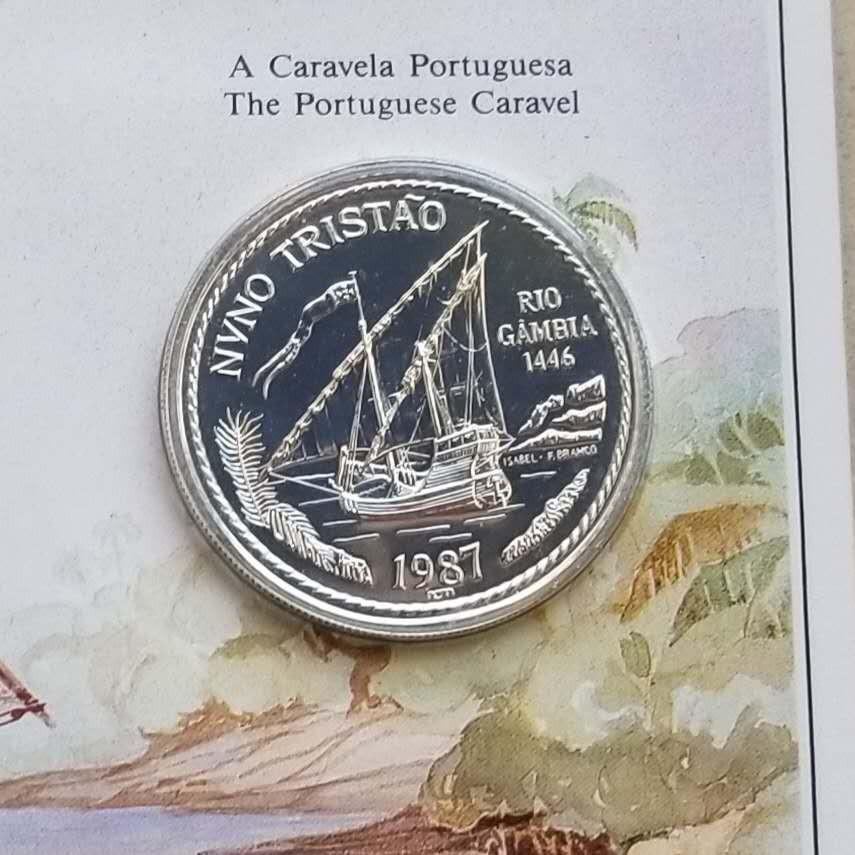 A Caravela Portuguesa
The Portuguese Caravel
NVNO TRISTÃO
RIO
GÂMBIA
1446
ISABEL - F. BRANCO
1987